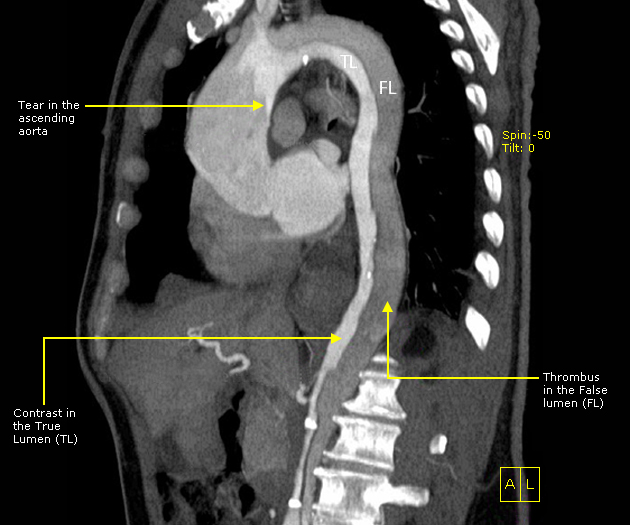 TL
FL
Tear in the
ascending
aorta
Spin:-50
Tilt: 0
Thrombus
in the False
lumen (FL)
Contrast in
the True
Lumen (TL)
A L